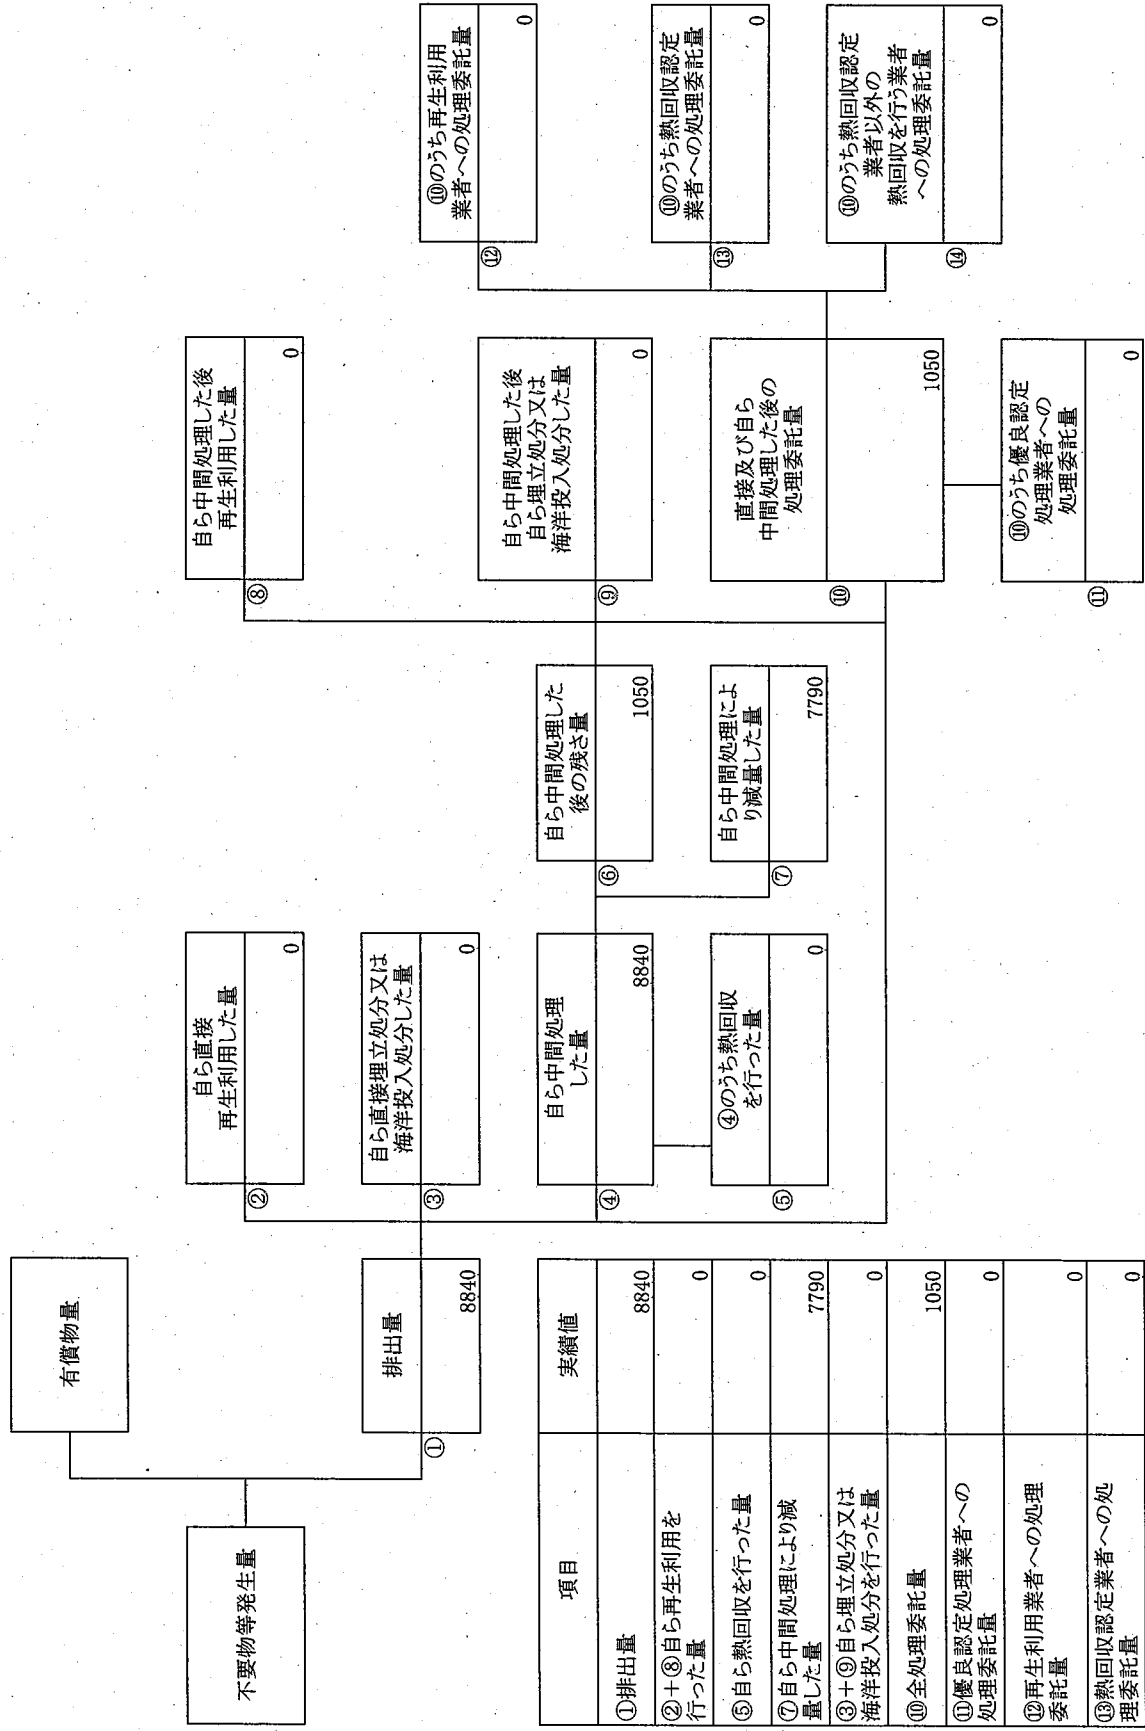 不要物等発生量
有償物量
排出量
①
8840
自ら直接
再生利用した量
②
0
自ら直接埋立処分又は
海洋投入処分した量
③
0
自ら中間処理
した量
④
8840
④のうち熱回収
を行った量
⑤
0
自ら中間処理した
後の残さ量
⑥
1050
自ら中間処理によ
り減量した量
⑦
7790
自ら中間処理した後
再生利用した量
⑧
0
自ら中間処理した後
自ら埋立処分又は
海洋投入処分した量
⑨
0
直接及び自ら
中間処理した後の
処理委託量
⑩
1050
⑩のうち優良認定
処理業者への
処理委託量
⑪
0
⑩のうち再生利用
業者への処理委託量
⑫
0
⑩のうち熱回収認定
業者への処理委託量
⑬
0
⑩のうち熱回収認定
業者以外の
熱回収を行う業者
への処理委託量
⑭
0
項目 実績値
①排出量 8840
②+⑧自ら再生利用を
行った量 0
⑤自ら熱回収を行った量 0
⑦自ら中間処理により減
量した量 7790
③+⑨自ら埋立処分又は
海洋投入処分を行った量 0
⑩全処理委託量 1050
⑪優良認定処理業者への
処理委託量 0
⑫再生利用業者への処理
委託量 0
⑬熱回収認定業者への処
理委託量 0